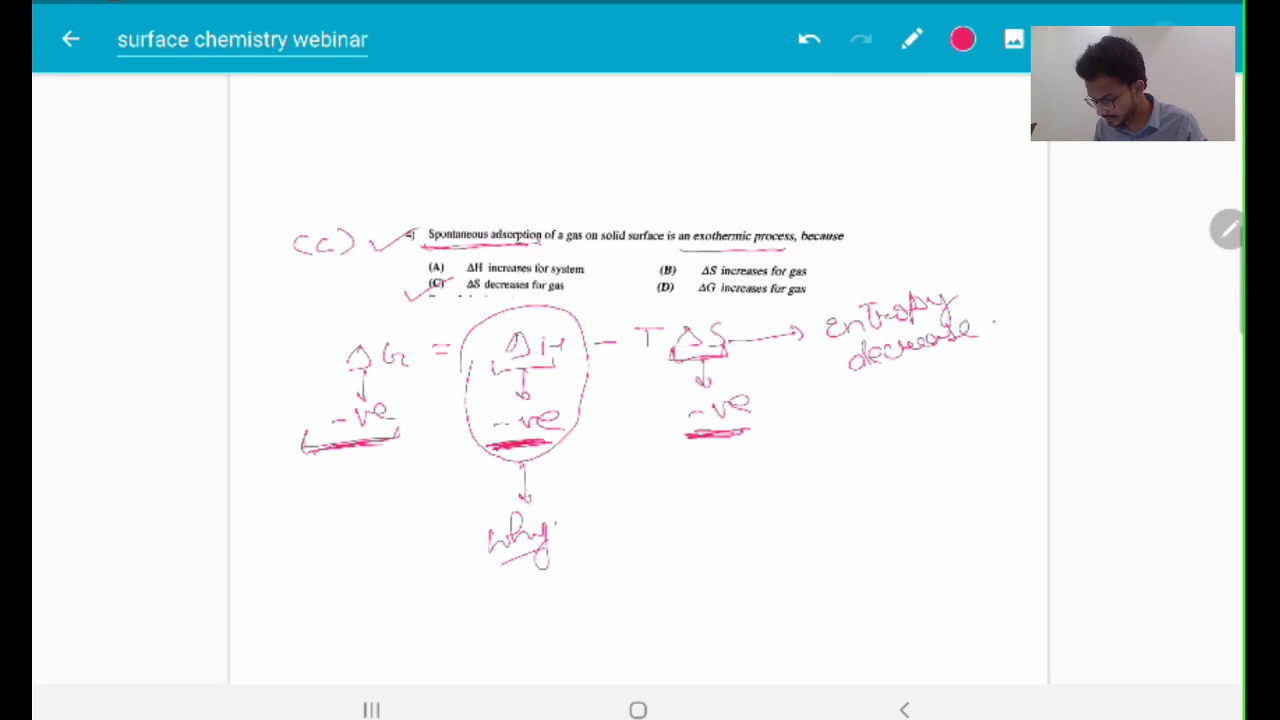 surface chemistry webinar
(C) 4) Spontaneous adsorption of a gas on solid surface is an exothermic process, because
(A) ΔH increases for system (B) ΔS increases for gas
(C) ΔS decreases for gas (D) ΔG increases for gas
ΔG = ΔH - TΔS → entropy decrease.
-ve -ve -ve
why